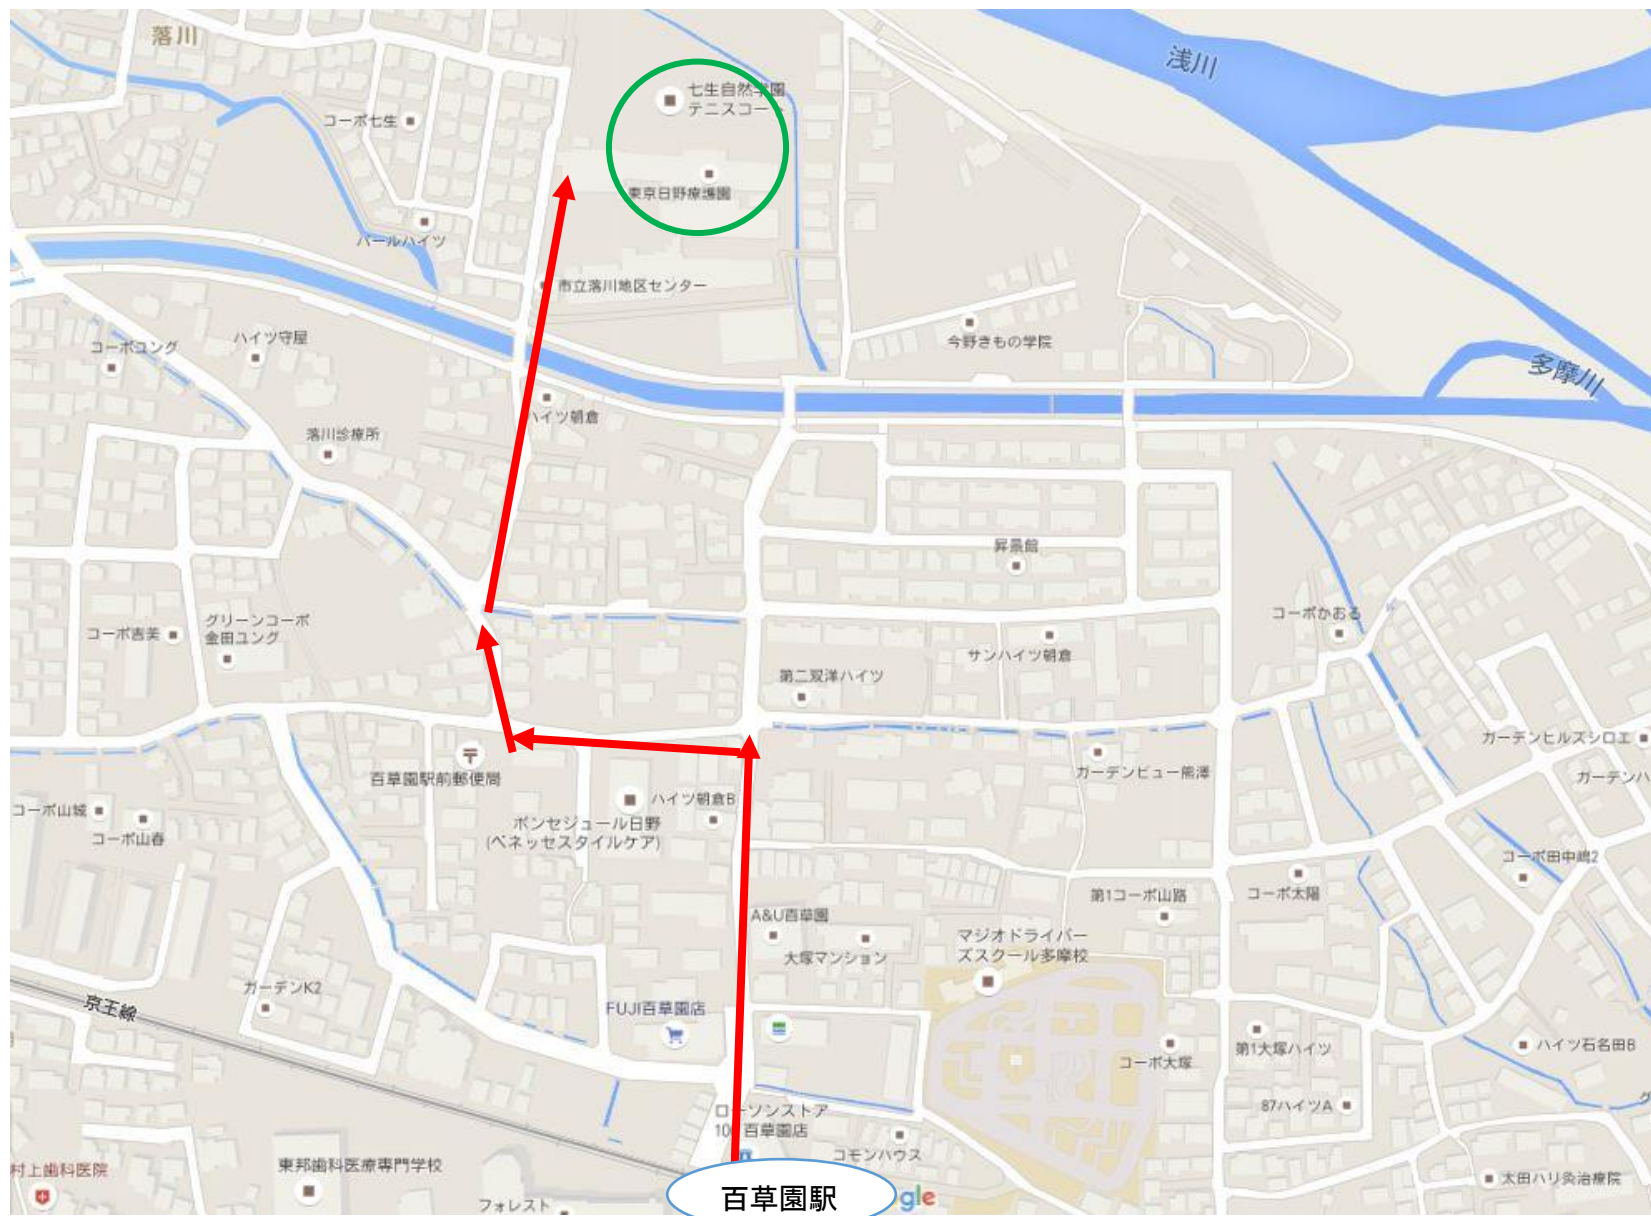 落川
浅川
七生自然学園
テニスコート
コーポ七生
東京日野療護園
パールハイツ
市立落川地区センター
ハイツ守屋
コーポユング
今野きもの学院
多摩川
ハイツ朝倉
落川診療所
昇景館
グリーンコーポ
金田ユング
コーポ吉美
コーポかおる
サンハイツ朝倉
第二双洋ハイツ
ガーデンヒルズシロエ
百草園駅前郵便局
ガーデンビュー熊澤
ガーデンハ
コーポ山城
コーポ山春
ハイツ朝倉B
ボンセジュール日野
(ベネッセスタイルケア)
コーポ田中嶋2
第1コーポ山路
コーポ太陽
A&U百草園
大塚マンション
マジオドライバー
ズスクール多摩校
ガーデンK2
京王線
FUJI百草園店
第1大塚ハイツ
ハイツ石名田B
コーポ大塚
87ハイツA
グ
ローソンストア
10 百草園店
コモンハウス
村上歯科医院
東邦歯科医療専門学校
太田ハリ灸治療院
フォレスト
百草園駅
gle